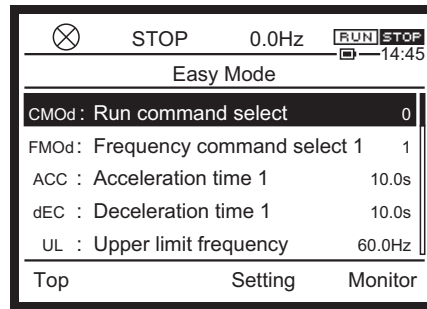 STOP 0.0Hz RUN STOP
14:45
Easy Mode
CMOd : Run command select 0
FMOd : Frequency command select 1 1
ACC : Acceleration time 1 10.0s
dEC : Deceleration time 1 10.0s
UL : Upper limit frequency 60.0Hz
Top Setting Monitor